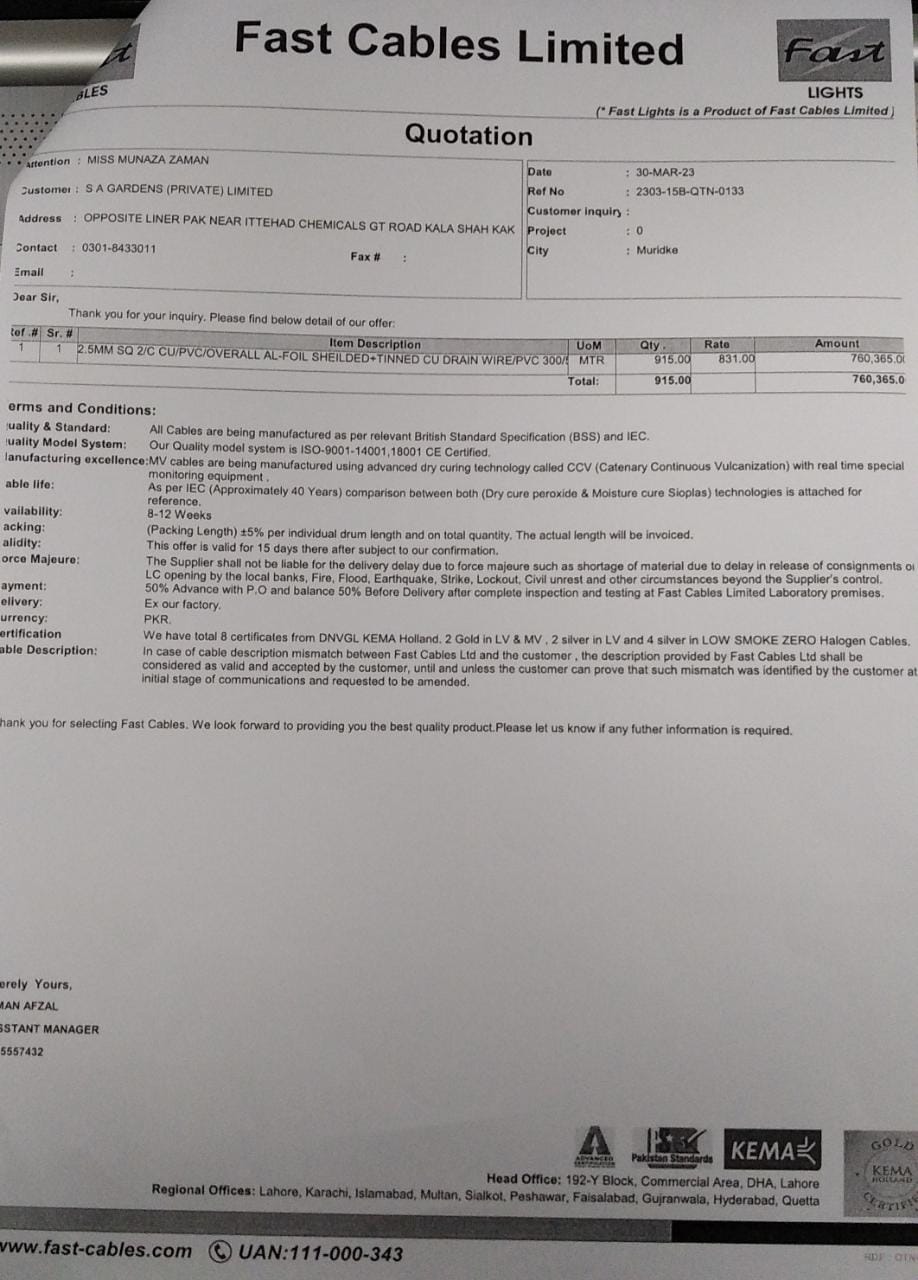 Fast Cables Limited
Fast
LIGHTS
BLES
(* Fast Lights is a Product of Fast Cables Limited )
Quotation
Attention : MISS MUNAZA ZAMAN
Customer : S A GARDENS (PRIVATE) LIMITED
Address : OPPOSITE LINER PAK NEAR ITTEHAD CHEMICALS GT ROAD KALA SHAH KAK
Contact : 0301-8433011 Fax # :
Email :
Date : 30-MAR-23
Ref No : 2303-15B-QTN-0133
Customer inquiry :
Project : 0
City : Muridke
Dear Sir,
Thank you for your inquiry. Please find below detail of our offer:
Ref .# Sr. # Item Description UoM Qty . Rate Amount
1 1 2.5MM SQ 2/C CU/PVC/OVERALL AL-FOIL SHEILDED+TINNED CU DRAIN WIRE/PVC 300/ MTR 915.00 831.00 760,365.0
Total: 915.00 760,365.0
erms and Conditions:
uality & Standard: All Cables are being manufactured as per relevant British Standard Specification (BSS) and IEC.
uality Model System: Our Quality model system is ISO-9001-14001,18001 CE Certified.
lanufacturing excellence: MV cables are being manufactured using advanced dry curing technology called CCV (Catenary Continuous Vulcanization) with real time special
monitoring equipment .
able life: As per IEC (Approximately 40 Years) comparison between both (Dry cure peroxide & Moisture cure Sioplas) technologies is attached for
reference.
vailability: 8-12 Weeks
acking: (Packing Length) ±5% per individual drum length and on total quantity. The actual length will be invoiced.
alidity: This offer is valid for 15 days there after subject to our confirmation.
orce Majeure: The Supplier shall not be liable for the delivery delay due to force majeure such as shortage of material due to delay in release of consignments o
LC opening by the local banks, Fire, Flood, Earthquake, Strike, Lockout, Civil unrest and other circumstances beyond the Supplier's control.
ayment: 50% Advance with P.O and balance 50% Before Delivery after complete inspection and testing at Fast Cables Limited Laboratory premises.
elivery: Ex our factory.
urrency: PKR.
ertification We have total 8 certificates from DNVGL KEMA Holland. 2 Gold in LV & MV , 2 silver in LV and 4 silver in LOW SMOKE ZERO Halogen Cables.
able Description: In case of cable description mismatch between Fast Cables Ltd and the customer , the description provided by Fast Cables Ltd shall be
considered as valid and accepted by the customer, until and unless the customer can prove that such mismatch was identified by the customer at
initial stage of communications and requested to be amended.
hank you for selecting Fast Cables. We look forward to providing you the best quality product.Please let us know if any futher information is required.
erely Yours,
MAN AFZAL
SSTANT MANAGER
5557432
Pakistan Standards
KEMA
GOLD
KEMA
HOLLAND
CERTIFI
Head Office: 192-Y Block, Commercial Area, DHA, Lahore
Regional Offices: Lahore, Karachi, Islamabad, Multan, Sialkot, Peshawar, Faisalabad, Gujranwala, Hyderabad, Quetta
www.fast-cables.com UAN:111-000-343